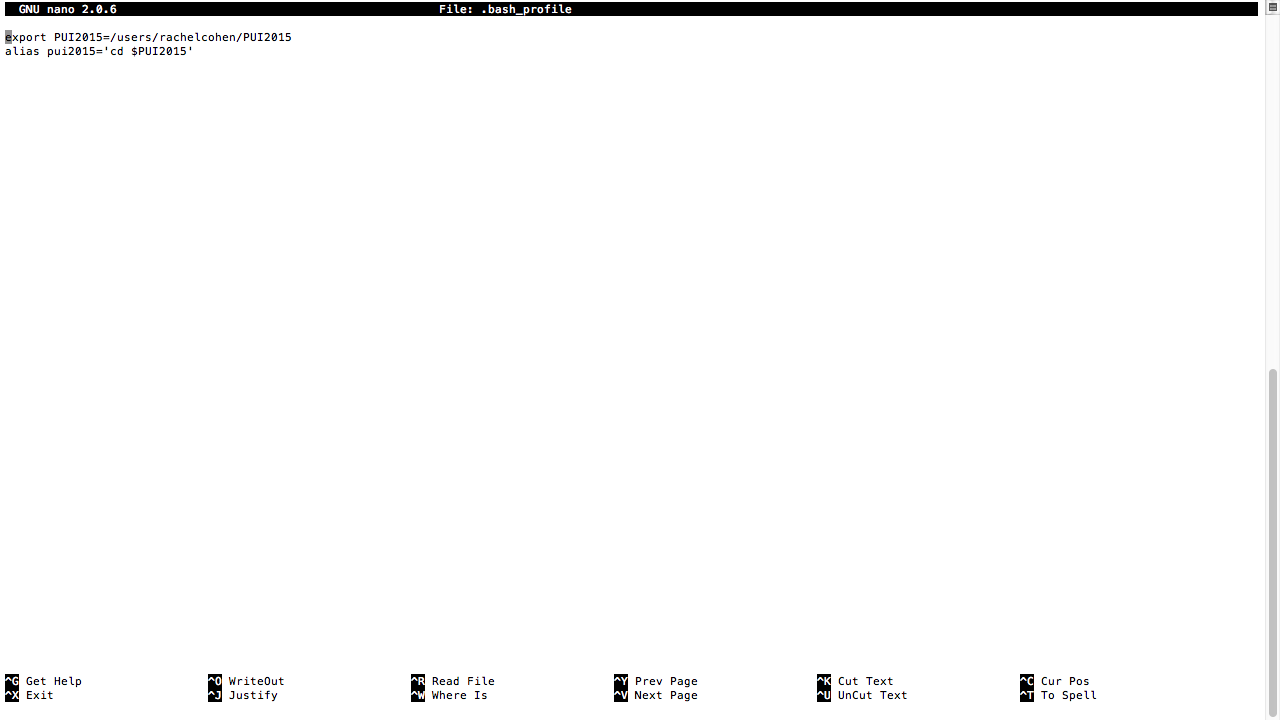 GNU nano 2.0.6 File: .bash_profile
export PUI2015=/users/rachelcohen/PUI2015
alias pui2015='cd $PUI2015'
^G Get Help ^O WriteOut ^R Read File ^Y Prev Page ^K Cut Text ^C Cur Pos
^X Exit ^J Justify ^W Where Is ^V Next Page ^U UnCut Text ^T To Spell